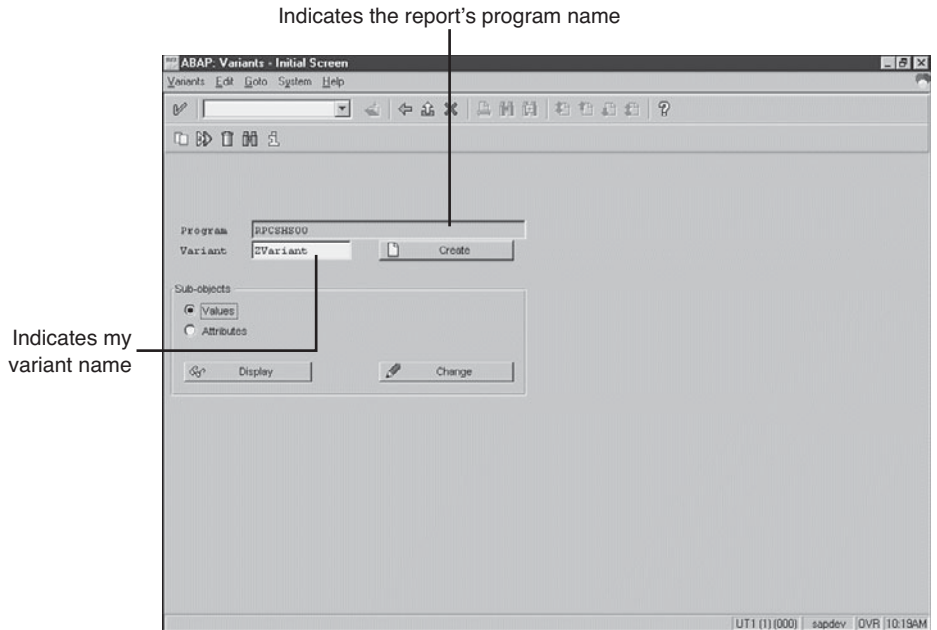 Indicates the report’s program name
ABAP: Variants - Initial Screen
Variants Edit Goto System Help
Program RPCSHS00
Variant ZVariant Create
Sub-objects
Values
Attributes
Indicates my
variant name
Display Change
UT1 (1) (000) sapdev OVR 10:19AM